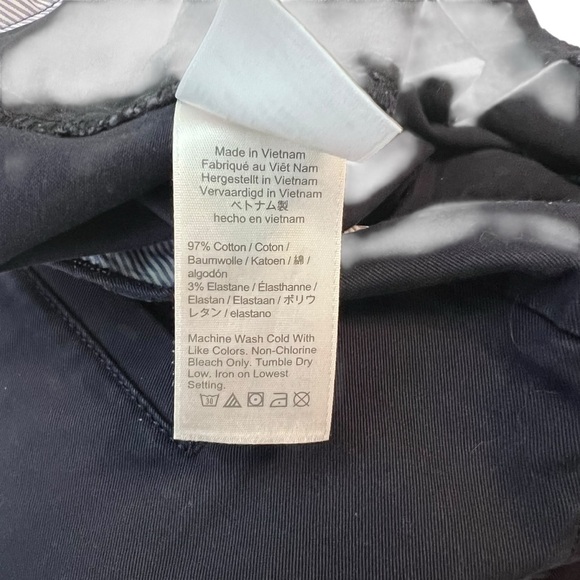 Made in Vietnam
Fabriqué au Viêt Nam
Hergestellt in Vietnam
Vervaardigd in Vietnam
ベトナム製
hecho en vietnam
97% Cotton / Coton /
Baumwolle / Katoen / 綿 /
algodón
3% Elastane / Élasthanne /
Elastan / Elastaan / ポリウ
レタン / elastano
Machine Wash Cold With
Like Colors. Non-Chlorine
Bleach Only. Tumble Dry
Low. Iron on Lowest
Setting.
30